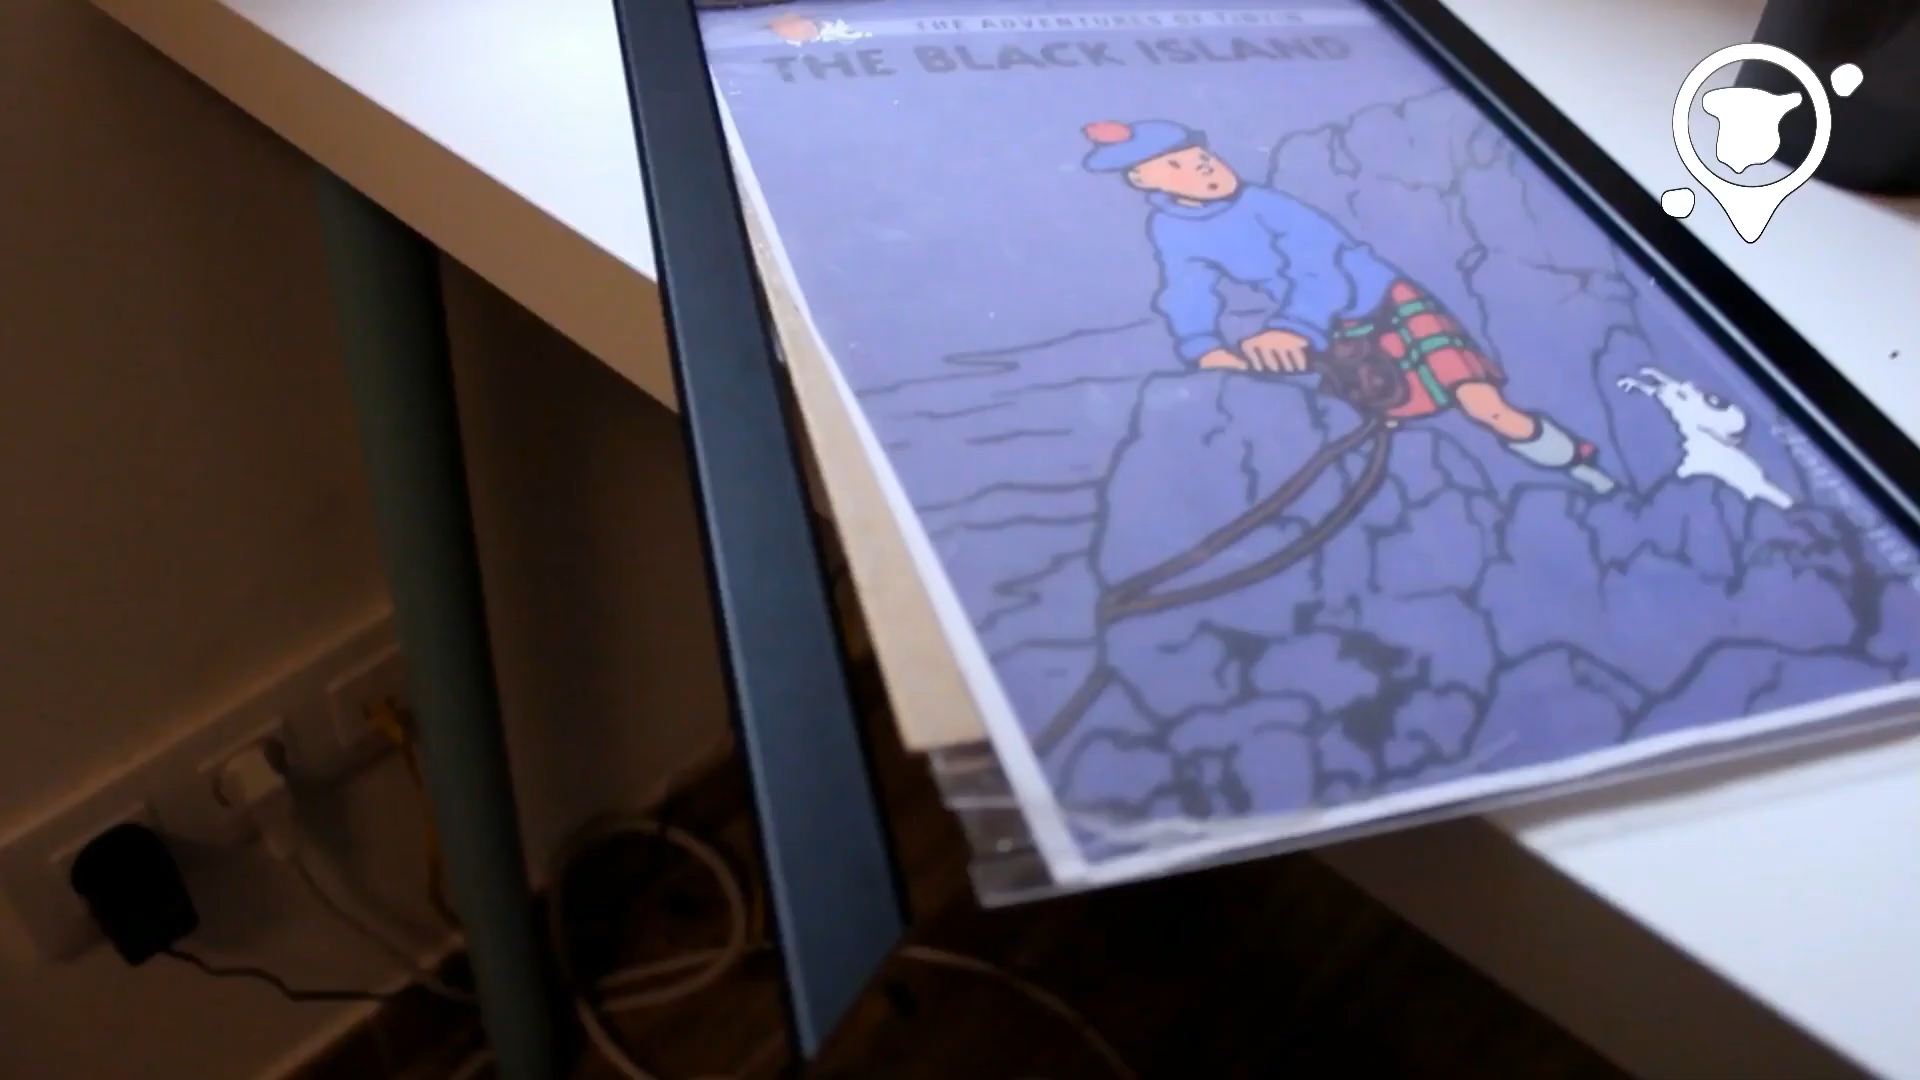 THE ADVENTURES OF TINTIN
THE BLACK ISLAND